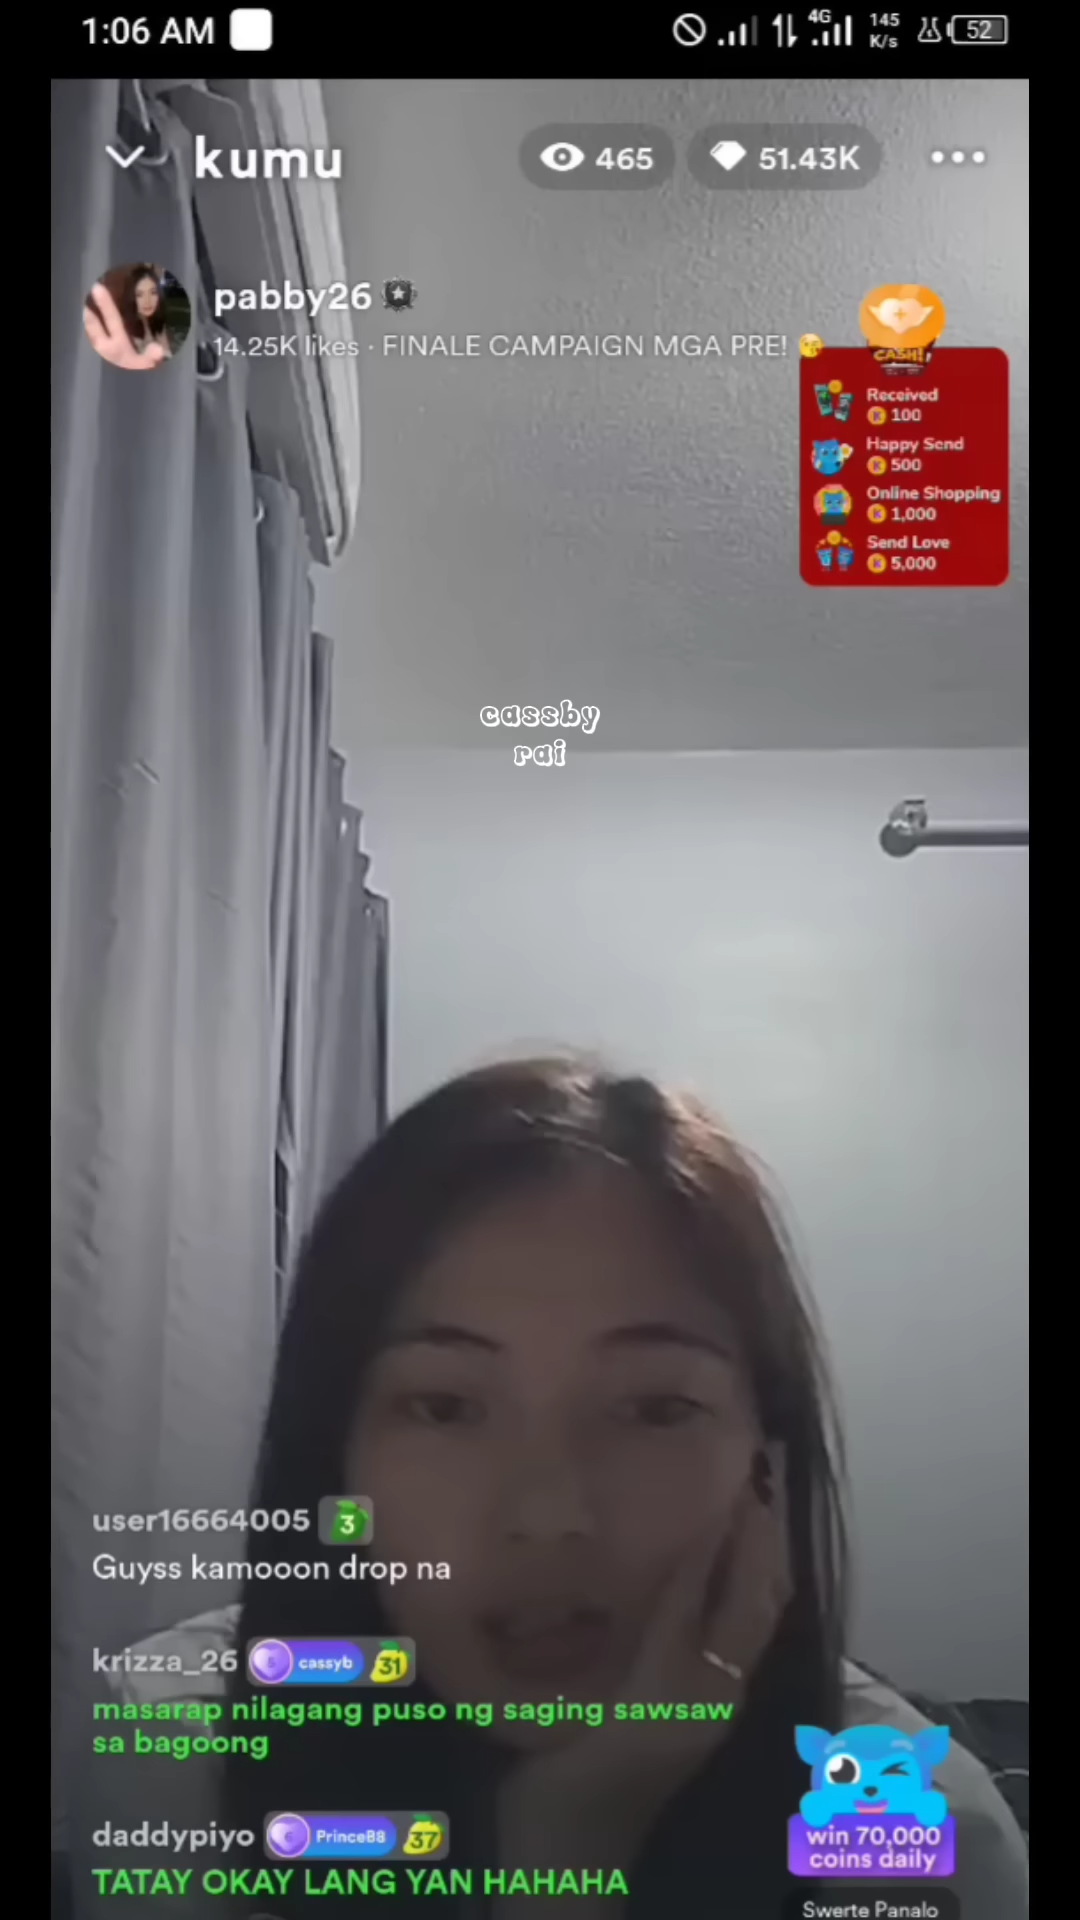 1:06 AM
4G
145
K/s
52
kumu
465
51.43K
pabby26
14.25K likes · FINALE CAMPAIGN MGA PRE! 😘
CASH!
Received
100
Happy Send
500
Online Shopping
1,000
Send Love
5,000
cassby
rai
user16664005 3
Guyss kamooon drop na
krizza_26 5 cassyb 31
masarap nilagang puso ng saging sawsaw
sa bagoong
daddypiyo 6 Prince88 37
TATAY OKAY LANG YAN HAHAHA
win 70,000
coins daily
Swerte Panalo